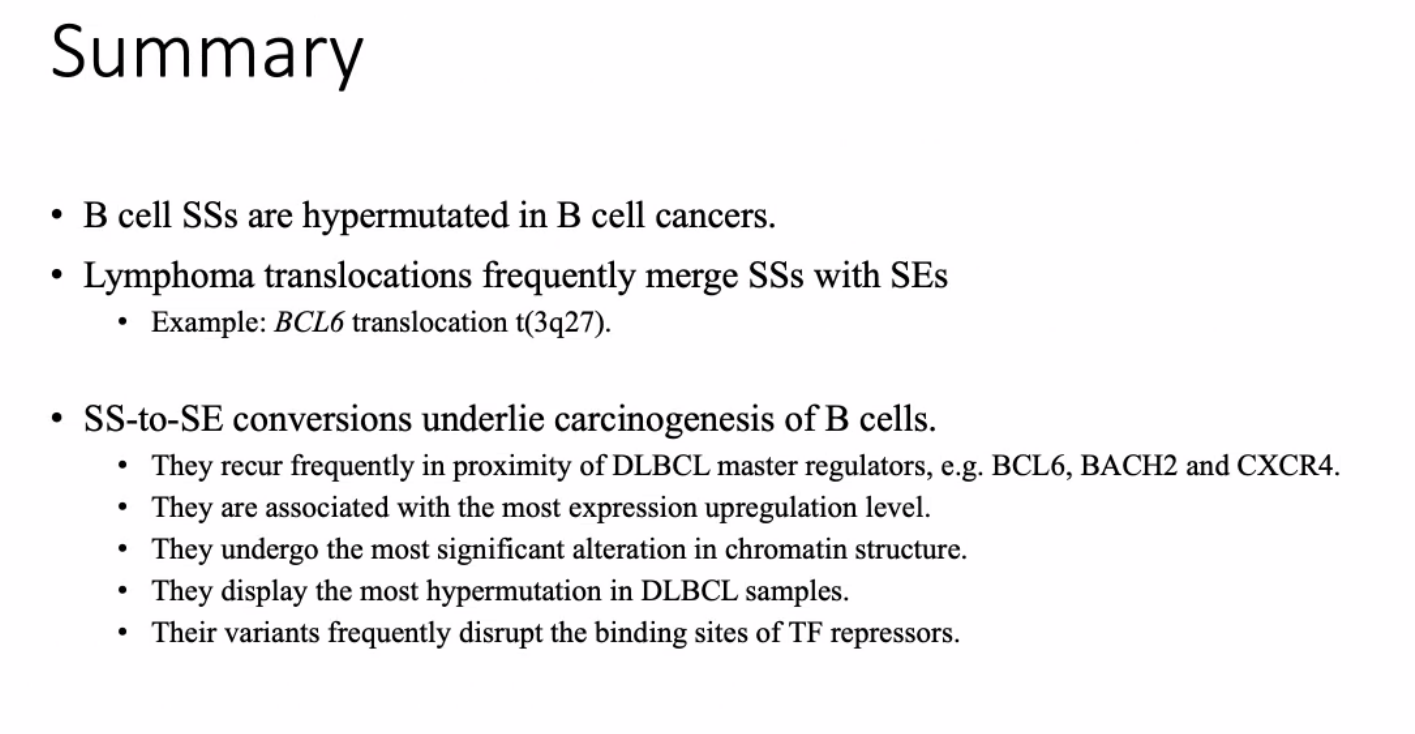 Summary
• B cell SSs are hypermutated in B cell cancers.
• Lymphoma translocations frequently merge SSs with SEs
• Example: BCL6 translocation t(3q27).
• SS-to-SE conversions underlie carcinogenesis of B cells.
• They recur frequently in proximity of DLBCL master regulators, e.g. BCL6, BACH2 and CXCR4.
• They are associated with the most expression upregulation level.
• They undergo the most significant alteration in chromatin structure.
• They display the most hypermutation in DLBCL samples.
• Their variants frequently disrupt the binding sites of TF repressors.